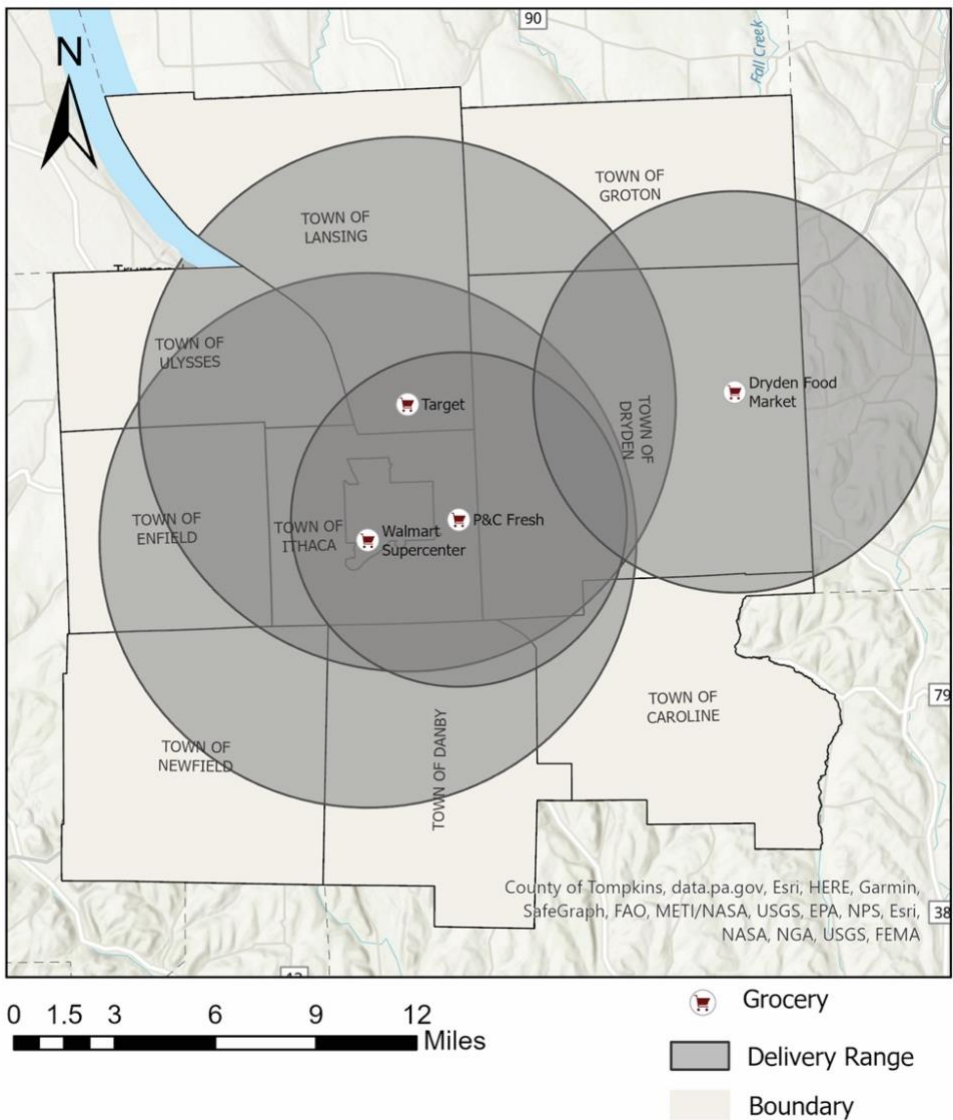 90
N
Fall Creek
TOWN OF
GROTON
TOWN OF
LANSING
TOWN OF
ULYSSES
Dryden Food
Market
Target
TOWN OF
DRYDEN
TOWN OF
ENFIELD
TOWN OF
ITHACA
P&C Fresh
Walmart
Supercenter
79
TOWN OF
CAROLINE
TOWN OF
NEWFIELD
TOWN OF DANBY
County of Tompkins, data.pa.gov, Esri, HERE, Garmin,
SafeGraph, FAO, METI/NASA, USGS, EPA, NPS, Esri,
NASA, NGA, USGS, FEMA
38
0 1.5 3 6 9 12
Miles
Grocery
Delivery Range
Boundary